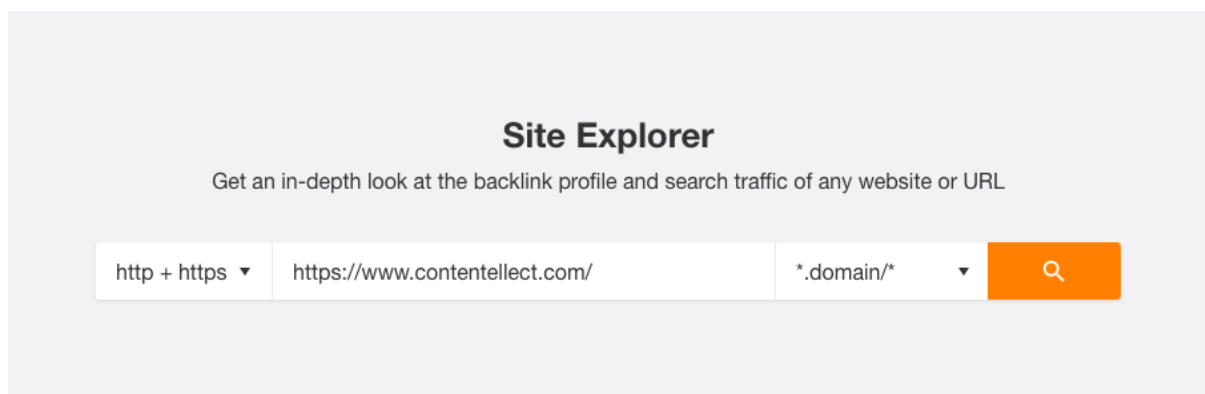 Site Explorer
Get an in-depth look at the backlink profile and search traffic of any website or URL
http + https https://www.contentellect.com/ *.domain/*